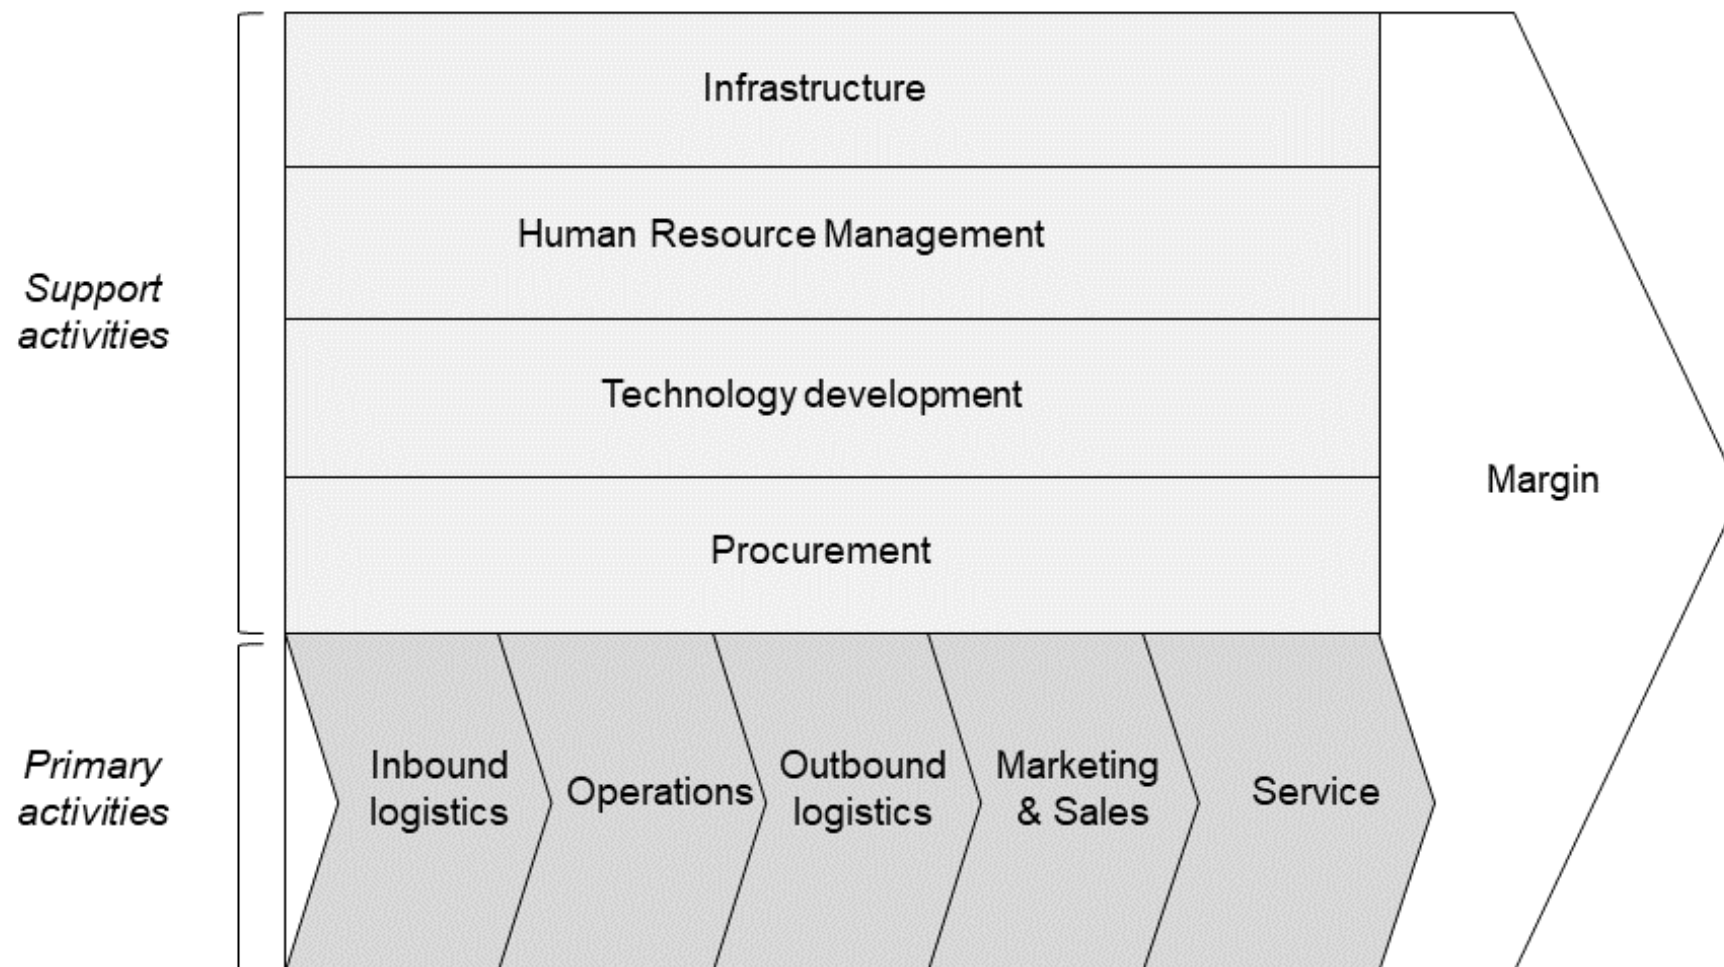 Infrastructure
Human Resource Management
Support
activities
Technology development
Margin
Procurement
Primary
activities
Inbound
logistics
Operations
Outbound
logistics
Marketing
& Sales
Service